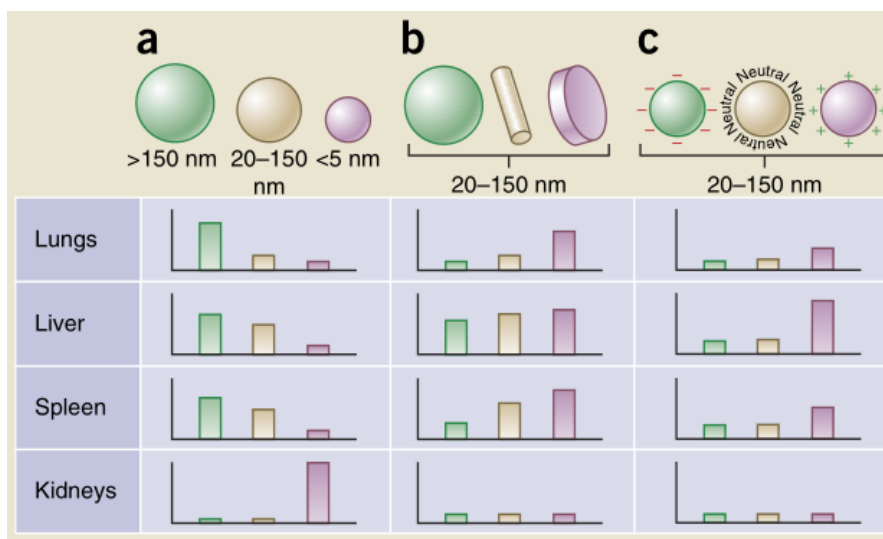 a
b
c
Neutral Neutral Neutral Neutral
>150 nm
20–150
nm
<5 nm
20–150 nm
20–150 nm
Lungs
Liver
Spleen
Kidneys